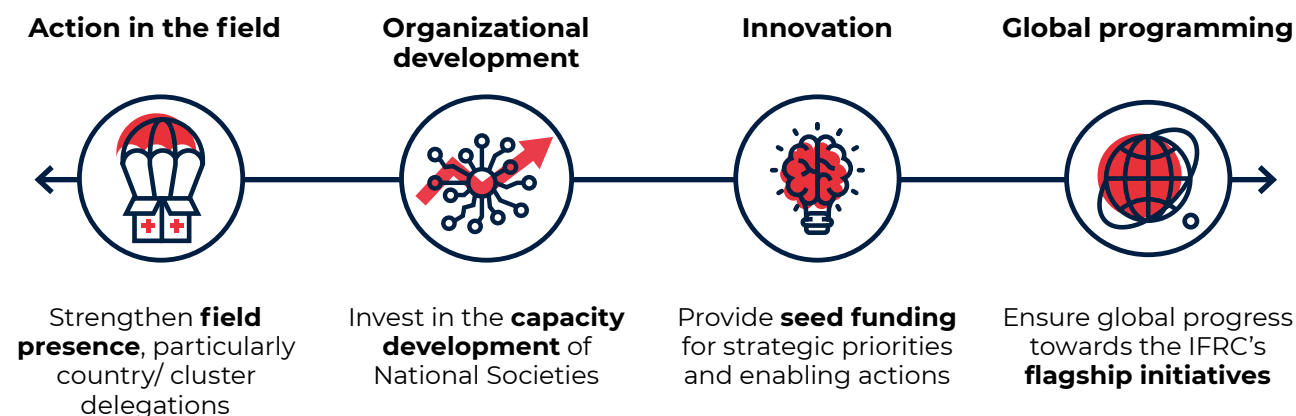 Action in the field
Organizational
development
Innovation
Global programming
Strengthen field
presence, particularly
country/ cluster
delegations
Invest in the capacity
development of
National Societies
Provide seed funding
for strategic priorities
and enabling actions
Ensure global progress
towards the IFRC’s
flagship initiatives